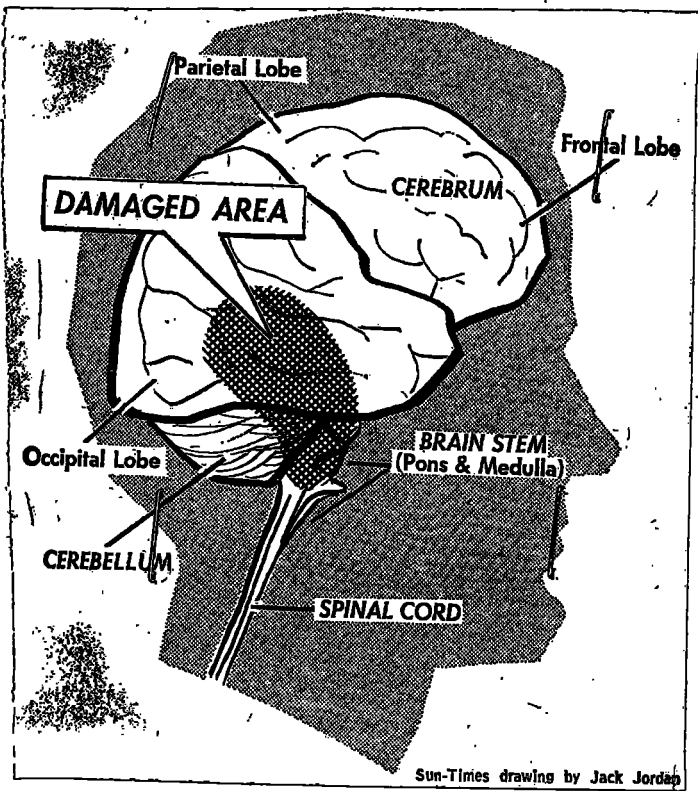 Parietal Lobe
Frontal Lobe
CEREBRUM
DAMAGED AREA
Occipital Lobe
BRAIN STEM
(Pons & Medulla)
CEREBELLUM
SPINAL CORD
Sun-Times drawing by Jack Jordan